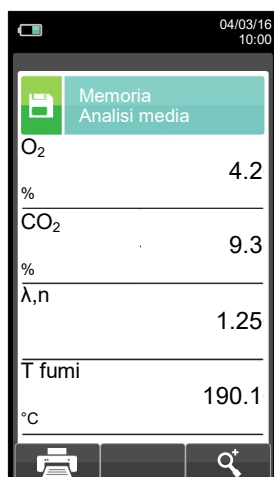 04/03/16
10:00
Memoria
Analisi media
O₂
4.2
%
CO₂
9.3
%
λ,n
1.25
T fumi
190.1
°C